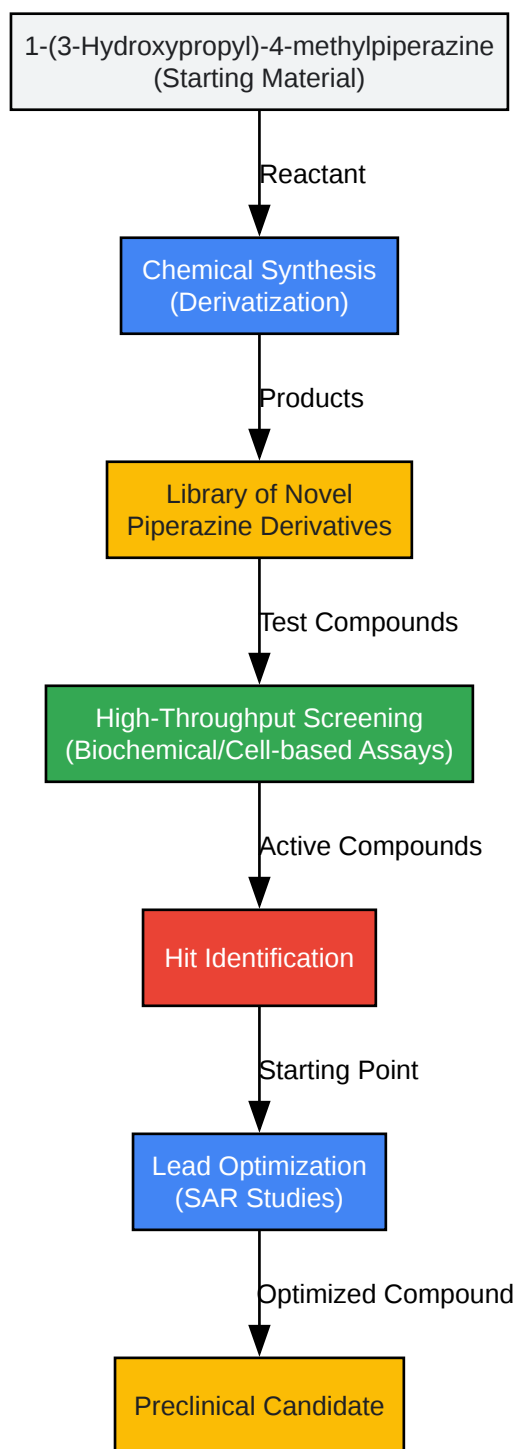 1-(3-Hydroxypropyl)-4-methylpiperazine
(Starting Material)
Reactant
Chemical Synthesis
(Derivatization)
Products
Library of Novel
Piperazine Derivatives
Test Compounds
High-Throughput Screening
(Biochemical/Cell-based Assays)
Active Compounds
Hit Identification
Starting Point
Lead Optimization
(SAR Studies)
Optimized Compound
Preclinical Candidate